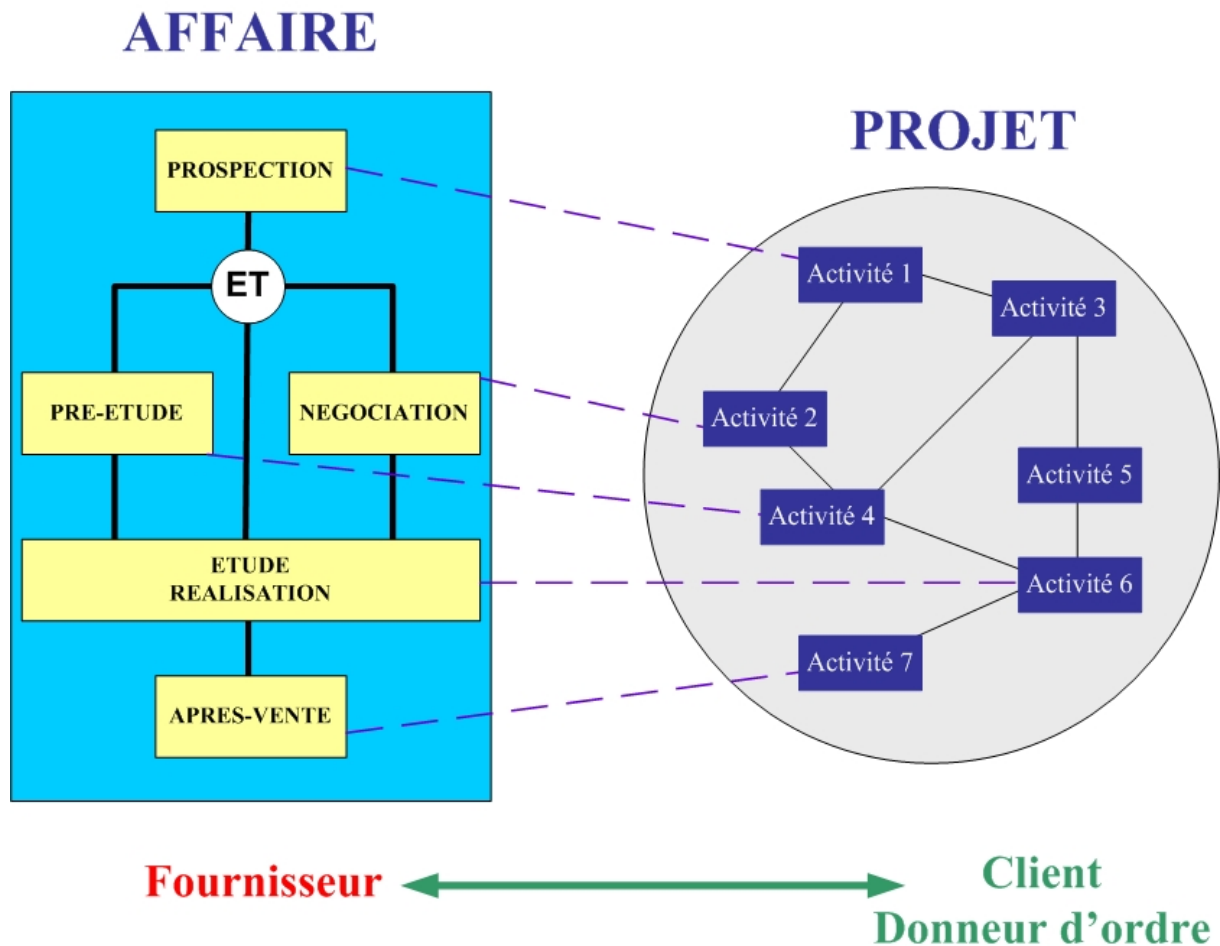 AFFAIRE
PROSPECTION
ET
PRE-ETUDE
NEGOCIATION
ETUDE
REALISATION
APRES-VENTE
PROJET
Activité 1
Activité 3
Activité 2
Activité 5
Activité 4
Activité 6
Activité 7
Fournisseur
Client
Donneur d'ordre